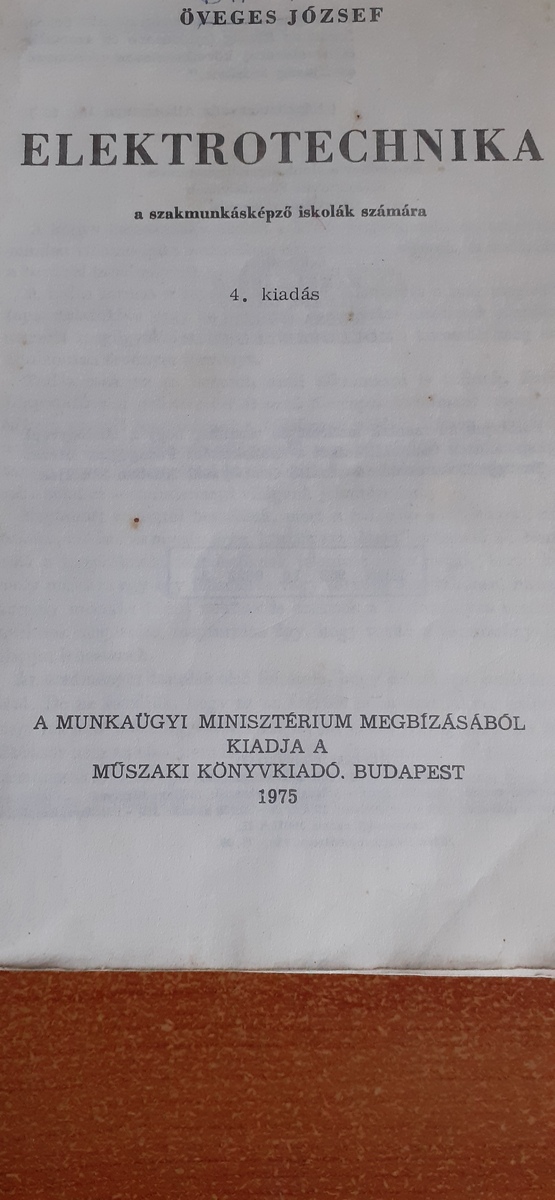 ÖVEGES JÓZSEF
ELEKTROTECHNIKA
a szakmunkásképző iskolák számára
4. kiadás
A MUNKAÜGYI MINISZTÉRIUM MEGBÍZÁSÁBÓL
KIADJA A
MŰSZAKI KÖNYVKIADÓ. BUDAPEST
1975